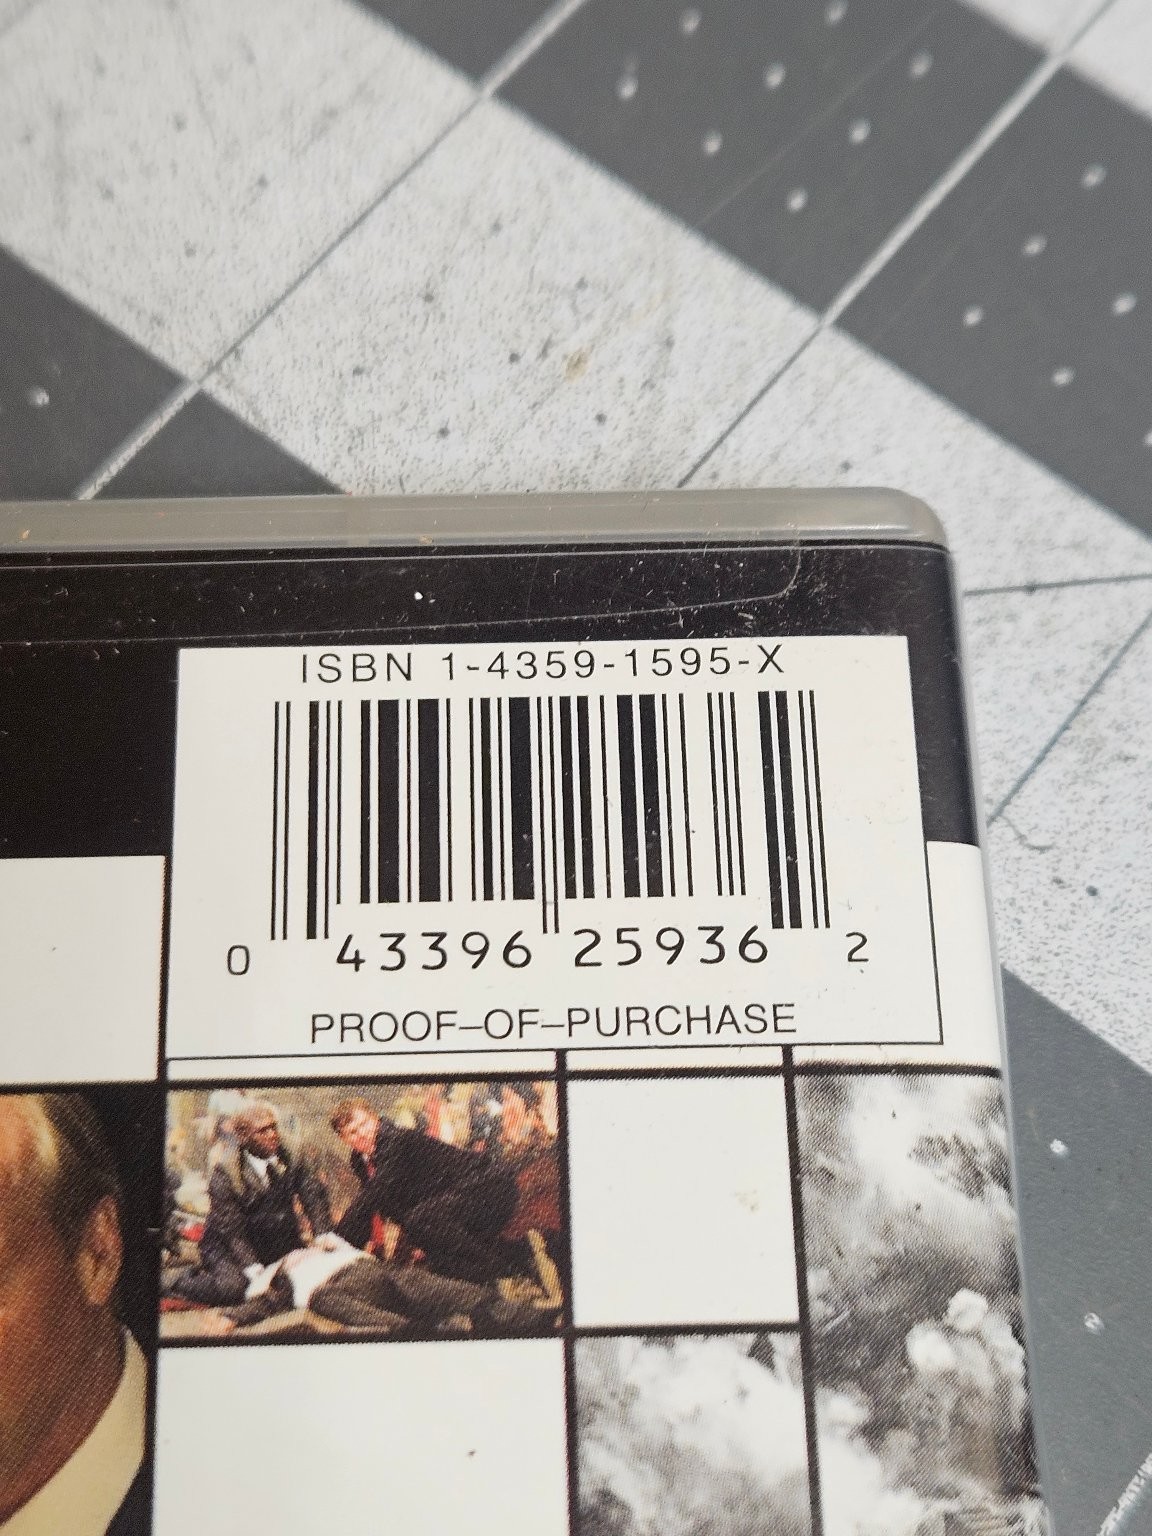 ISBN 1-4359-1595-X
0 43396 25936 2
PROOF–OF–PURCHASE